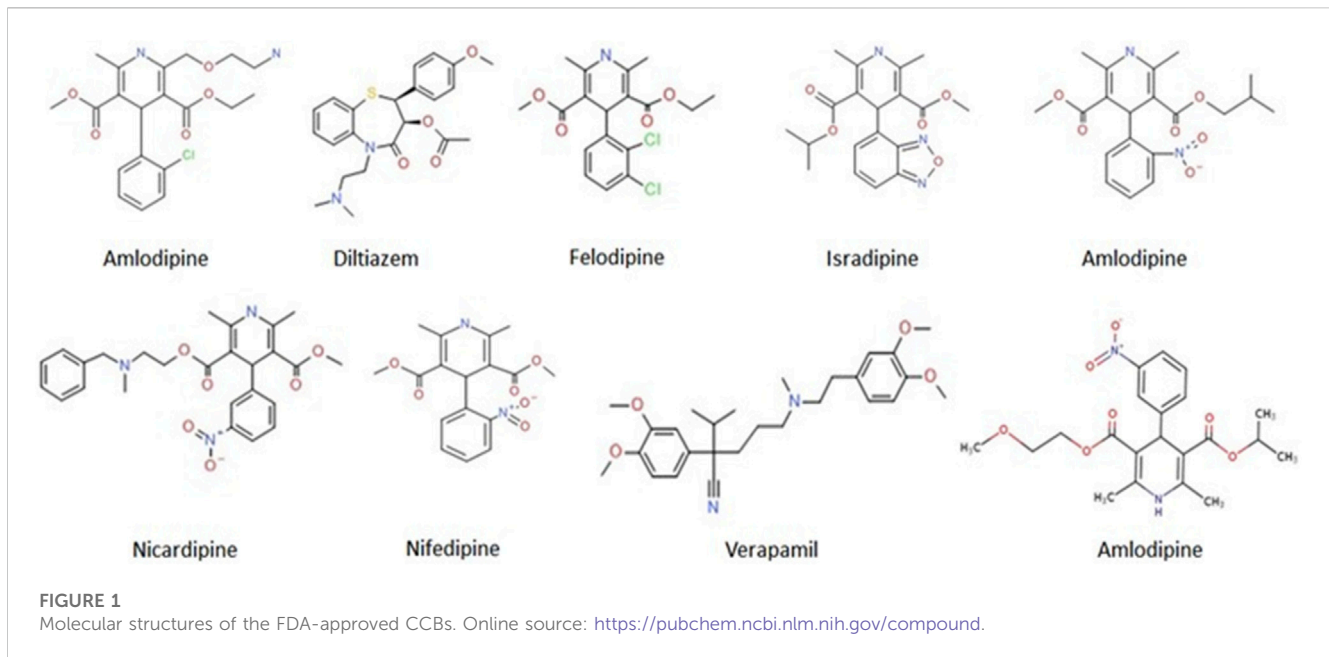 Amlodipine
Diltiazem
Felodipine
Isradipine
Amlodipine
Nicardipine
Nifedipine
Verapamil
Amlodipine
FIGURE 1
Molecular structures of the FDA-approved CCBs. Online source: https://pubchem.ncbi.nlm.nih.gov/compound.